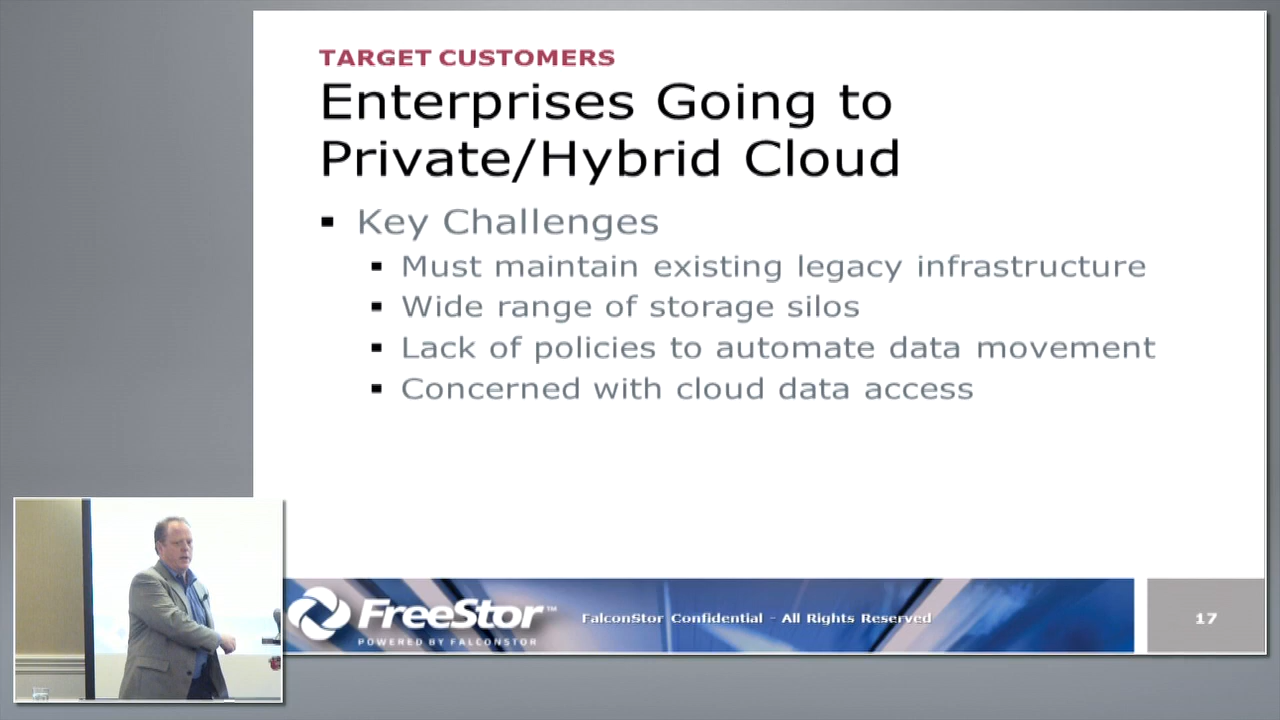 TARGET CUSTOMERS
Enterprises Going to
Private/Hybrid Cloud
Key Challenges
Must maintain existing legacy infrastructure
Wide range of storage silos
Lack of policies to automate data movement
Concerned with cloud data access
FreeStor™
POWERED BY FALCONSTOR
FalconStor Confidential - All Rights Reserved
17